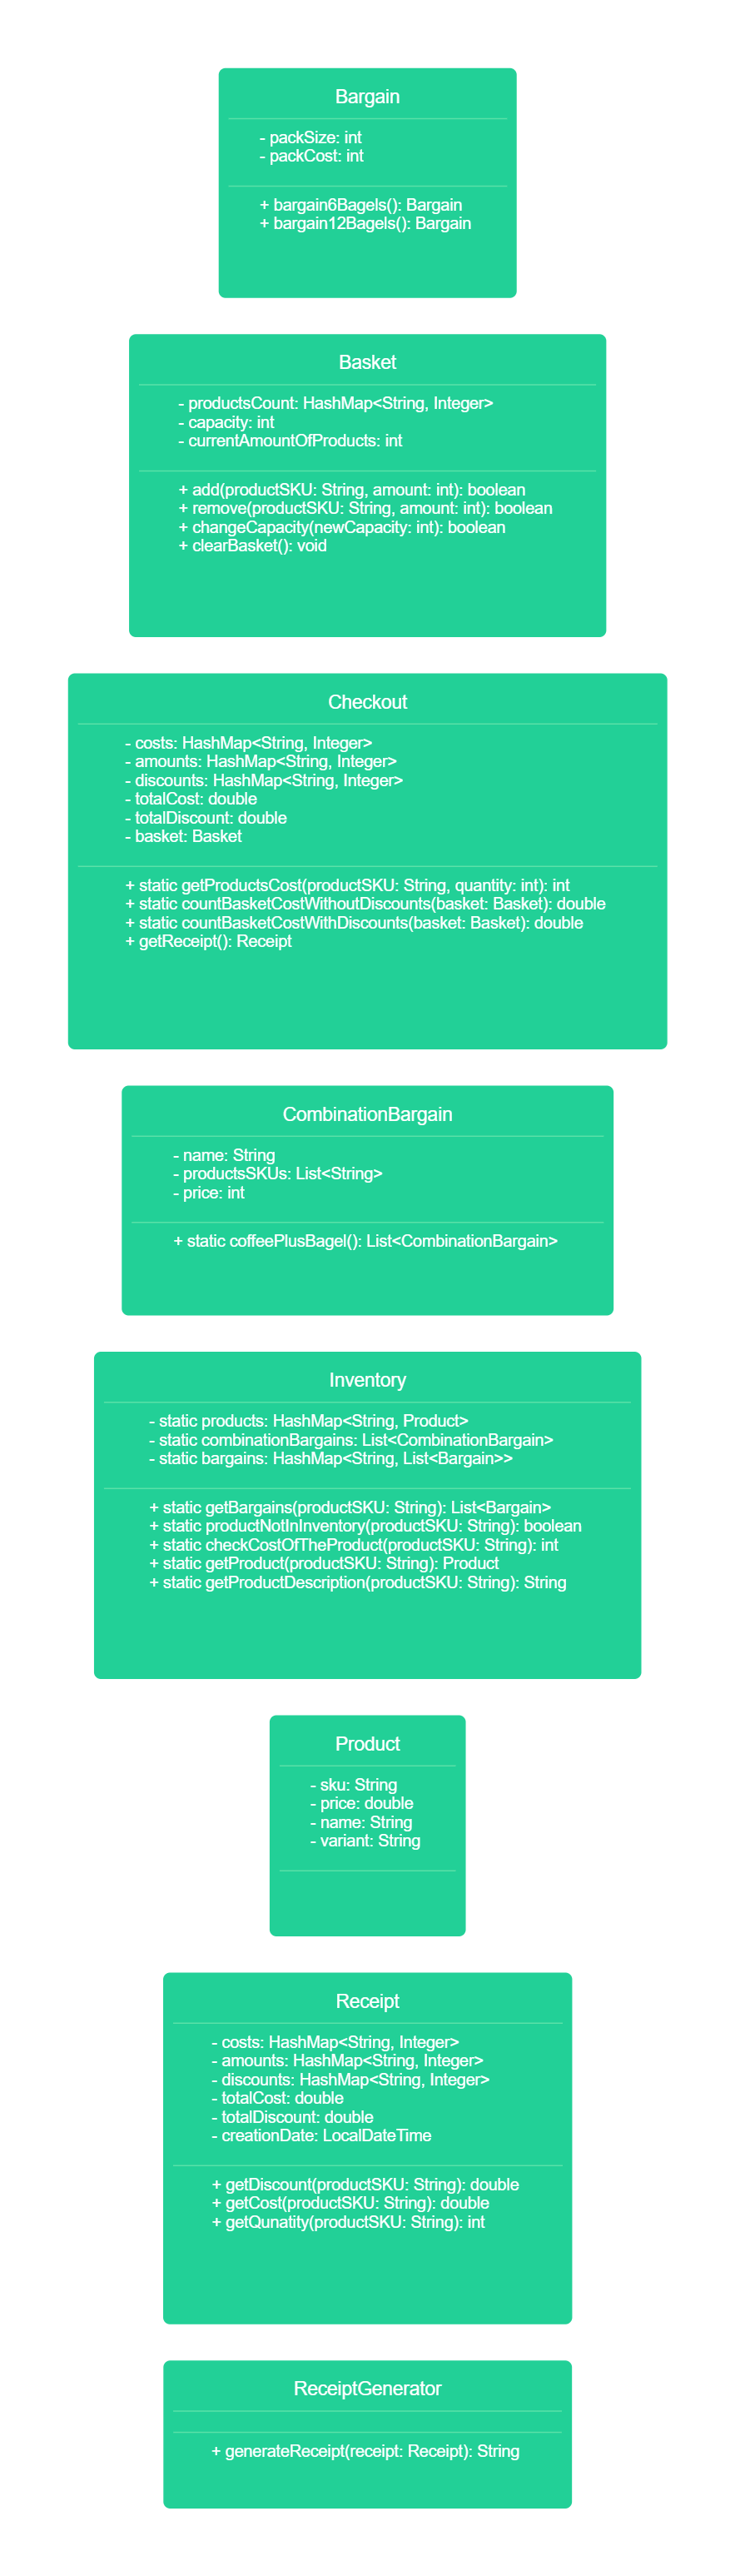 Bargain
- packSize: int
- packCost: int
+ bargain6Bagels(): Bargain
+ bargain12Bagels(): Bargain
Basket
- productsCount: HashMap<String, Integer>
- capacity: int
- currentAmountOfProducts: int
+ add(productSKU: String, amount: int): boolean
+ remove(productSKU: String, amount: int): boolean
+ changeCapacity(newCapacity: int): boolean
+ clearBasket(): void
Checkout
- costs: HashMap<String, Integer>
- amounts: HashMap<String, Integer>
- discounts: HashMap<String, Integer>
- totalCost: double
- totalDiscount: double
- basket: Basket
+ static getProductsCost(productSKU: String, quantity: int): int
+ static countBasketCostWithoutDiscounts(basket: Basket): double
+ static countBasketCostWithDiscounts(basket: Basket): double
+ getReceipt(): Receipt
CombinationBargain
- name: String
- productsSKUs: List<String>
- price: int
+ static coffeePlusBagel(): List<CombinationBargain>
Inventory
- static products: HashMap<String, Product>
- static combinationBargains: List<CombinationBargain>
- static bargains: HashMap<String, List<Bargain>>
+ static getBargains(productSKU: String): List<Bargain>
+ static productNotInInventory(productSKU: String): boolean
+ static checkCostOfTheProduct(productSKU: String): int
+ static getProduct(productSKU: String): Product
+ static getProductDescription(productSKU: String): String
Product
- sku: String
- price: double
- name: String
- variant: String
Receipt
- costs: HashMap<String, Integer>
- amounts: HashMap<String, Integer>
- discounts: HashMap<String, Integer>
- totalCost: double
- totalDiscount: double
- creationDate: LocalDateTime
+ getDiscount(productSKU: String): double
+ getCost(productSKU: String): double
+ getQunatity(productSKU: String): int
ReceiptGenerator
+ generateReceipt(receipt: Receipt): String